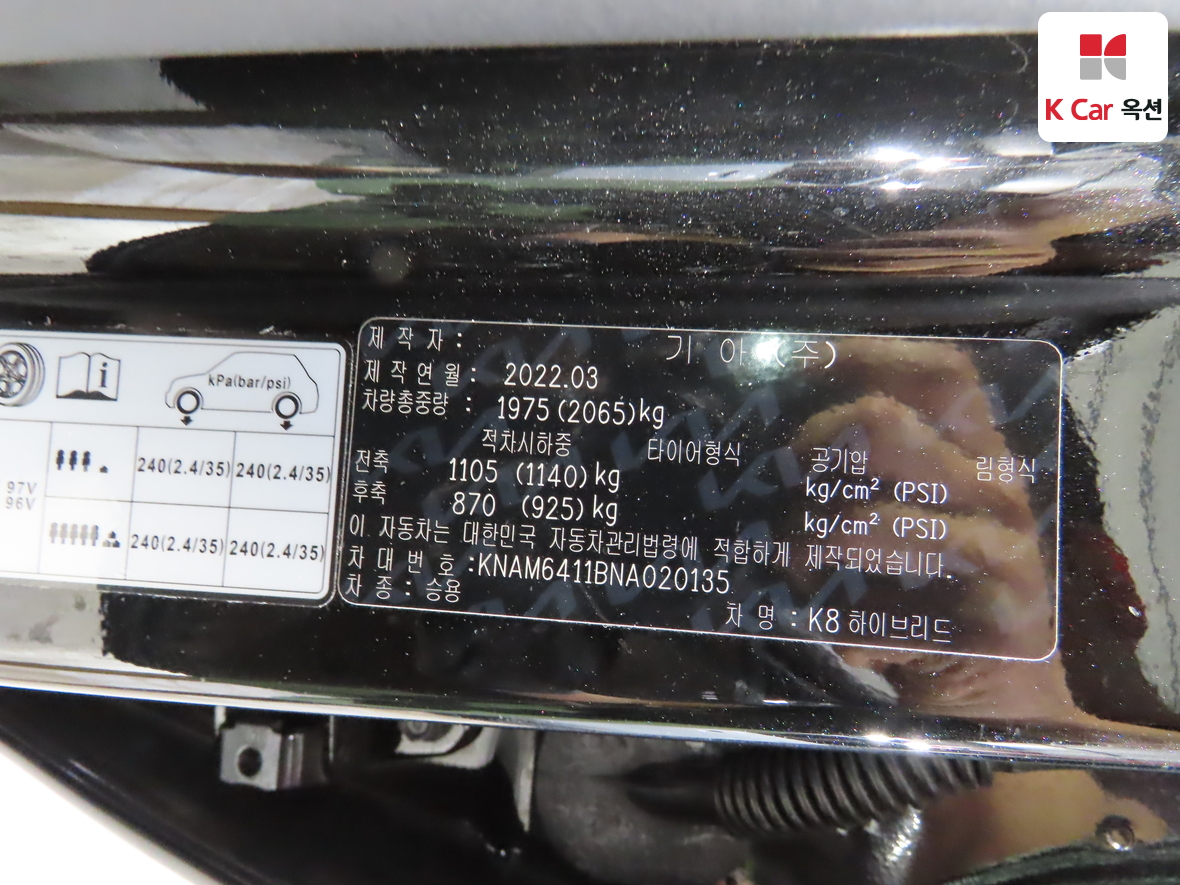 K Car 옥션
kPa(bar/psi)
97V
96V
240(2.4/35) 240(2.4/35)
240(2.4/35) 240(2.4/35)
제 작 자 : 기 아 (주)
제 작 연 월 : 2022.03
차량총중량 : 1975 (2065)kg
적차시하중 타이어형식 공기압 림형식
전축 1105 (1140) kg kg/cm² (PSI)
후축 870 (925) kg kg/cm² (PSI)
이 자동차는 대한민국 자동차관리법령에 적합하게 제작되었습니다.
차 대 번 호 :KNAM6411BNA020135
차 종 : 승용
차 명 : K8 하이브리드